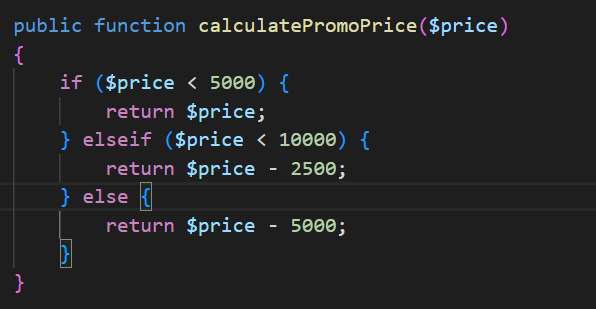 public function calculatePromoPrice($price)
{
    if ($price < 5000) {
        return $price;
    } elseif ($price < 10000) {
        return $price - 2500;
    } else {
        return $price - 5000;
    }
}